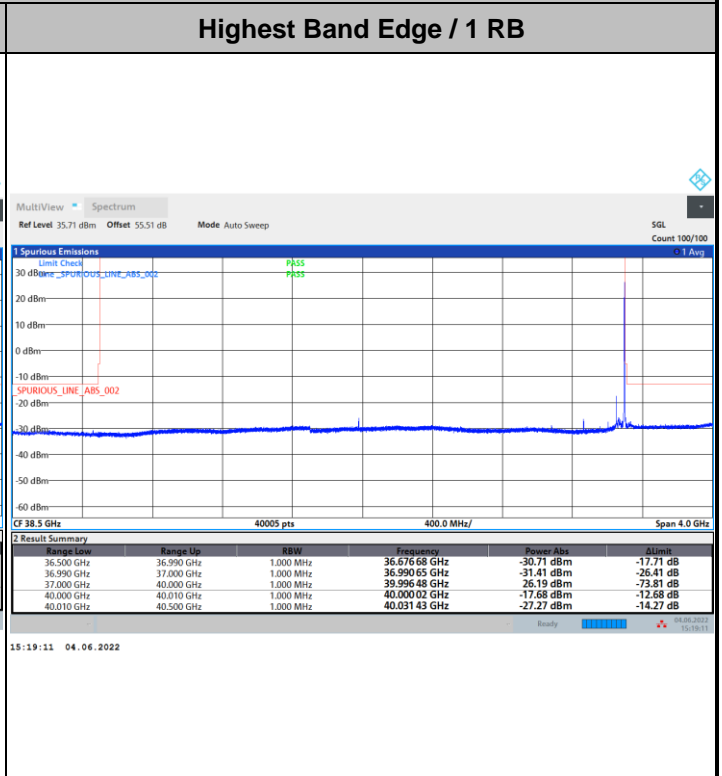 Highest Band Edge / 1 RB
MultiView Spectrum
Ref Level 35.71 dBm Offset 55.51 dB Mode Auto Sweep SGL
Count 100/100
1 Spurious Emissions 1 Avg
Limit Check PASS
30 dBm Line _SPURIOUS_LINE_ABS_002 PASS
20 dBm
10 dBm
0 dBm
-10 dBm
_SPURIOUS_LINE_ABS_002
-20 dBm
-30 dBm
-40 dBm
-50 dBm
-60 dBm
CF 38.5 GHz 40005 pts 400.0 MHz/ Span 4.0 GHz
2 Result Summary
Range Low Range Up RBW Frequency Power Abs ΔLimit
36.500 GHz 36.990 GHz 1.000 MHz 36.676 68 GHz -30.71 dBm -17.71 dB
36.990 GHz 37.000 GHz 1.000 MHz 36.990 65 GHz -31.41 dBm -26.41 dB
37.000 GHz 40.000 GHz 1.000 MHz 39.996 48 GHz 26.19 dBm -73.81 dB
40.000 GHz 40.010 GHz 1.000 MHz 40.000 02 GHz -17.68 dBm -12.68 dB
40.010 GHz 40.500 GHz 1.000 MHz 40.031 43 GHz -27.27 dBm -14.27 dB
Ready 04.06.2022
15:19:11
15:19:11 04.06.2022